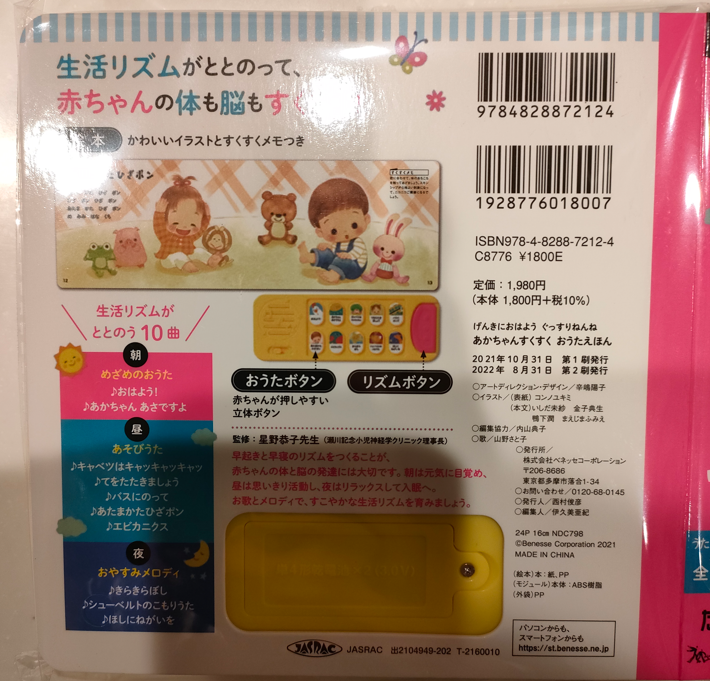 生活リズムがととのって、
赤ちゃんの体も脳もす
本 かわいいイラストとすくすくメモつき
ひざポン
12
13
生活リズムが
ととのう10曲
朝
めざめのおうた
♪おはよう!
♪あかちゃん あさですよ
昼
あそびうた
♪キャベツはキャッキャッキャッ
♪てをたたきましょう
♪バスにのって
♪あたまかたひざポン
♪エビカニクス
夜
おやすみメロディ
♪きらきらぼし
♪シューベルトのこもりうた
♪ほしにねがいを
おうたボタン
赤ちゃんが押しやすい
立体ボタン
リズムボタン
監修:星野恭子先生(瀬川記念小児神経学クリニック理事長)
早起きと早寝のリズムをつくることが、
赤ちゃんの体と脳の発達には大切です。朝は元気に目覚め、
昼は思いきり活動し、夜はリラックスして入眠へ。
お歌とメロディで、すこやかな生活リズムを育みましょう。
JASRAC
JASRAC 出2104949-202 T-2160010
9784828872124
1928776018007
ISBN978-4-8288-7212-4
C8776 ¥1800E
定価:1,980円
(本体 1,800円+税10%)
げんきにおはよう ぐっすりねんね
あかちゃんすくすく おうたえほん
2021年10月31日 第1刷発行
2022年 8月31日 第2刷発行
○アートディレクション・デザイン/辛嶋陽子
○イラスト/(表紙)コンノユキミ
(本文)いしだ未紗 金子典生
鴨下潤 まえじまふみえ
○編集協力/内山典子
○歌/山野さと子
○発行所/
株式会社ベネッセコーポレーション
〒206-8686
東京都多摩市落合1-34
○お問い合わせ/0120-68-0145
○発行人/西村俊彦
○編集人/伊久美亜紀
24P 16cm NDC798
©Benesse Corporation 2021
MADE IN CHINA
(絵本)本:紙、PP
(モジュール)本体:ABS樹脂
(外袋)PP
パソコンからも、
スマートフォンからも
https://st.benesse.ne.jp
うた
全